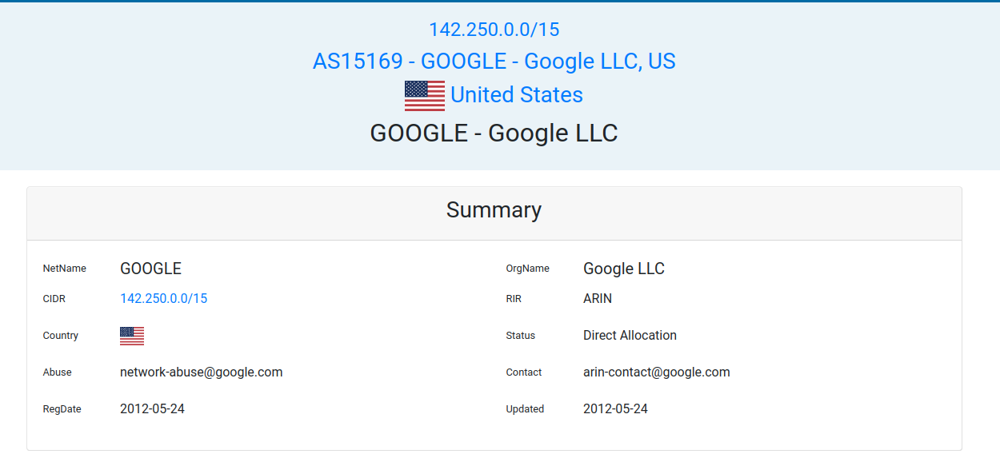 142.250.0.0/15
AS15169 - GOOGLE - Google LLC, US
United States
GOOGLE - Google LLC
Summary
NetName GOOGLE OrgName Google LLC
CIDR 142.250.0.0/15 RIR ARIN
Country Status Direct Allocation
Abuse network-abuse@google.com Contact arin-contact@google.com
RegDate 2012-05-24 Updated 2012-05-24